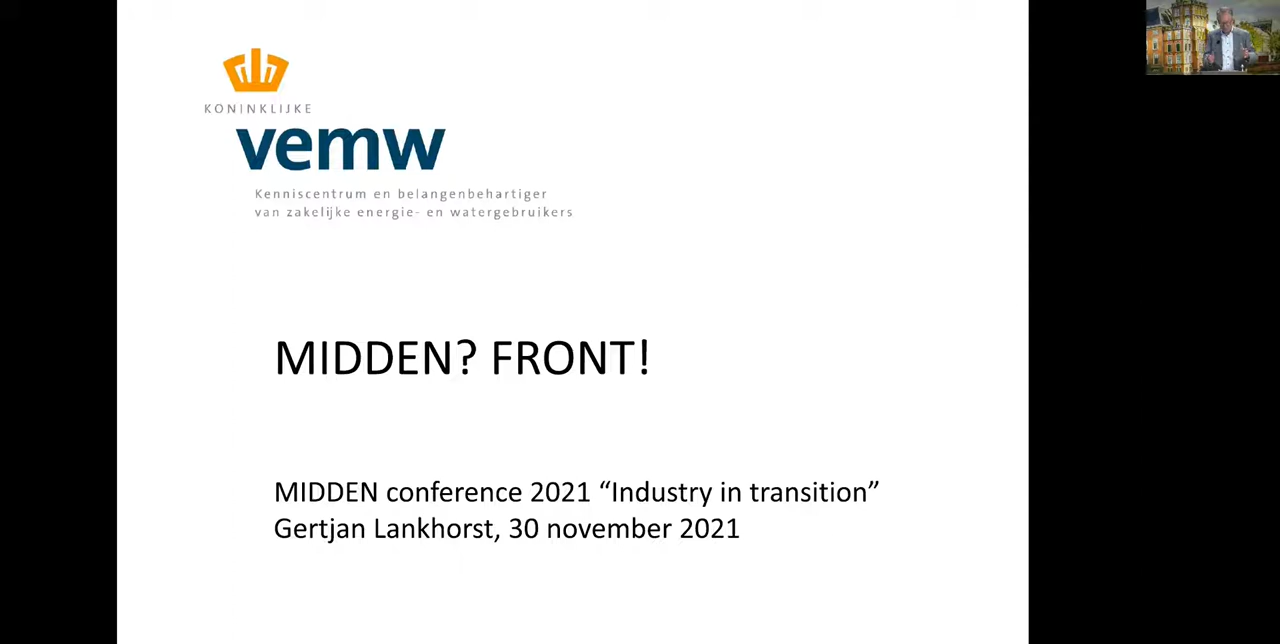 KONINKLIJKE
vemw
Kenniscentrum en belangenbehartiger
van zakelijke energie- en watergebruikers
MIDDEN? FRONT!
MIDDEN conference 2021 “Industry in transition”
Gertjan Lankhorst, 30 november 2021